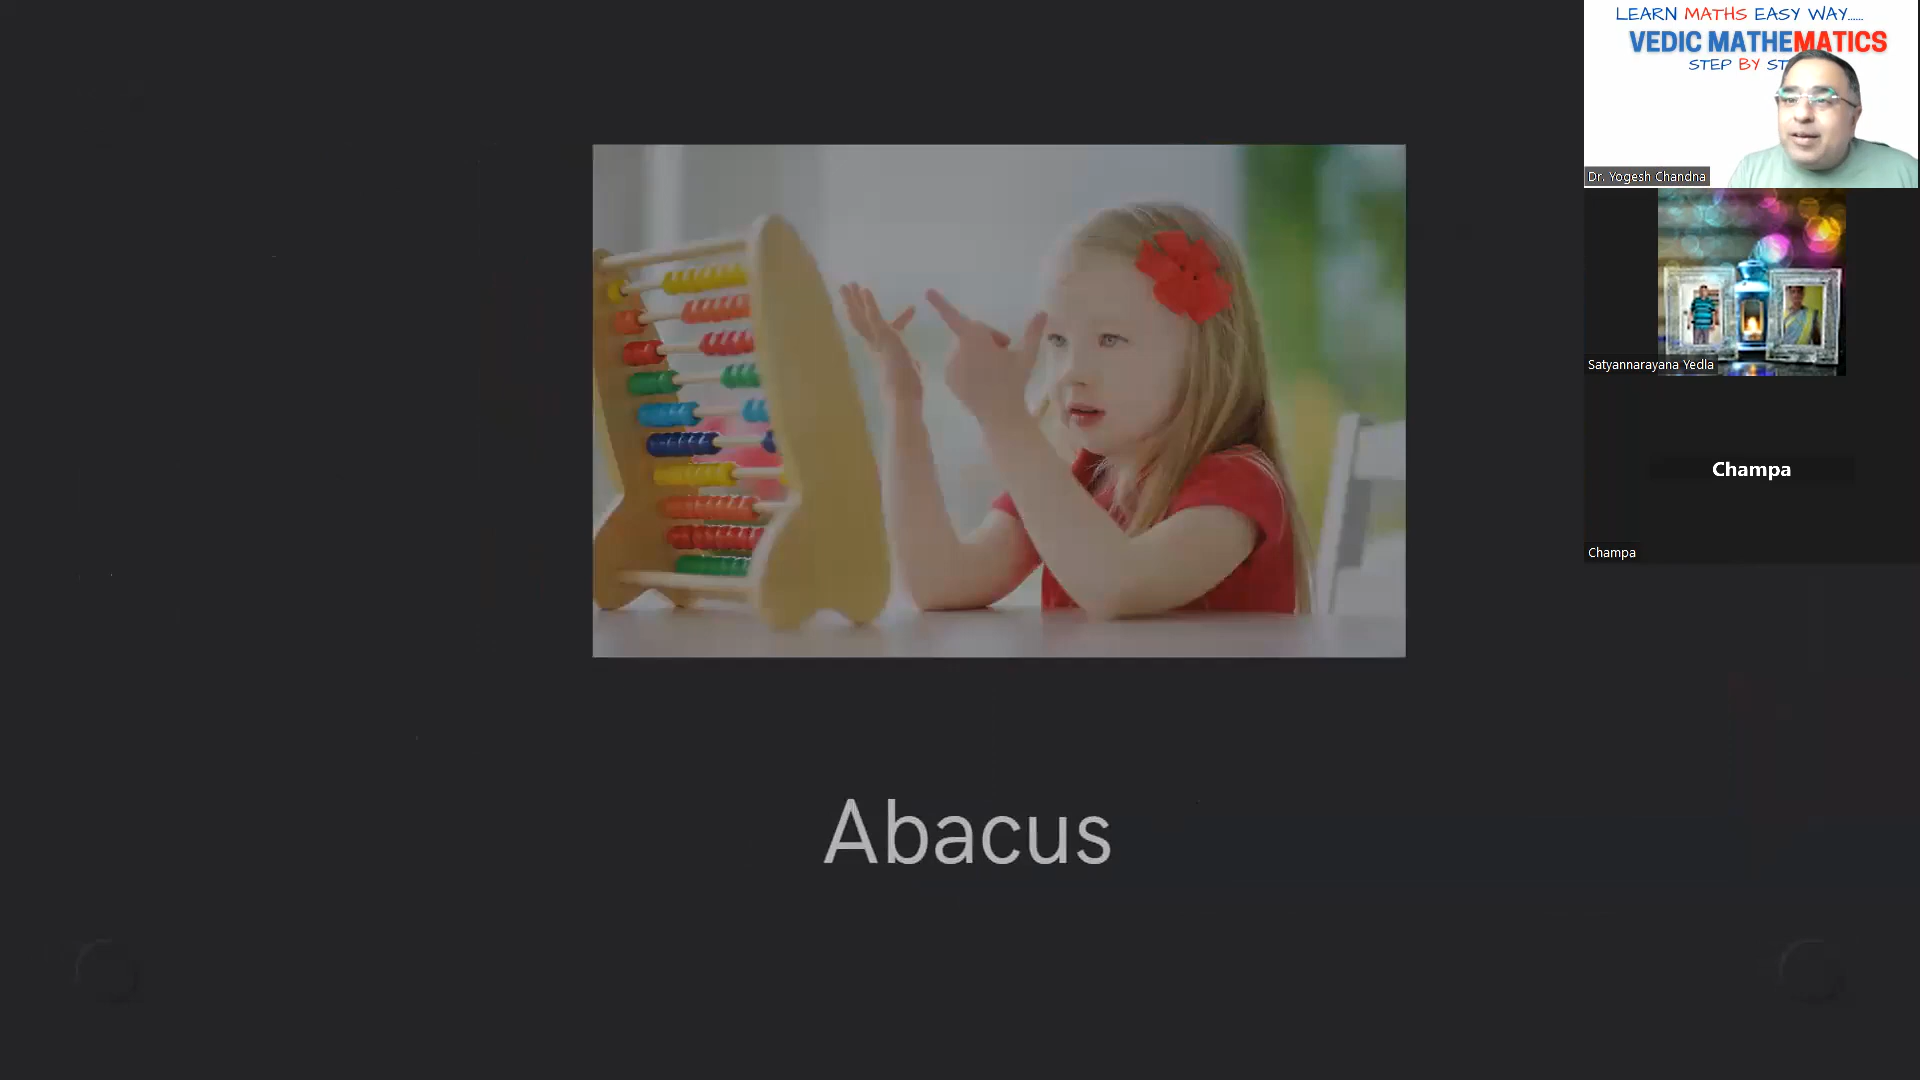 LEARN MATHS EASY WAY......
VEDIC MATHEMATICS
STEP BY ST
Dr. Yogesh Chandna
Satyannarayana Yedla
Champa
Champa
Abacus